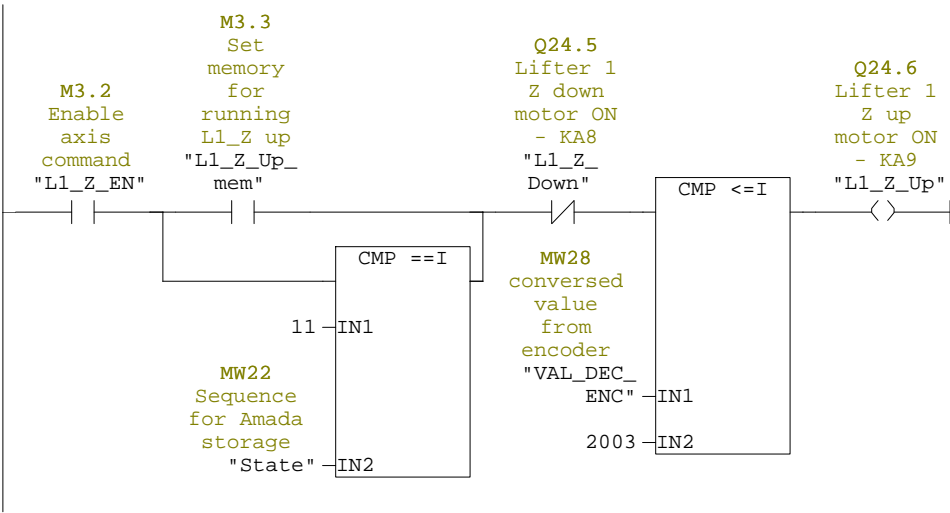 M3.2
Enable
axis
command
"L1_Z_EN"
M3.3
Set
memory
for
running
L1_Z up
"L1_Z_Up_
mem"
CMP ==I
11
IN1
MW22
Sequence
for Amada
storage
"State"
IN2
Q24.5
Lifter 1
Z down
motor ON
- KA8
"L1_Z_
Down"
CMP <=I
MW28
conversed
value
from
encoder
"VAL_DEC_
ENC"
IN1
2003
IN2
Q24.6
Lifter 1
Z up
motor ON
- KA9
"L1_Z_Up"